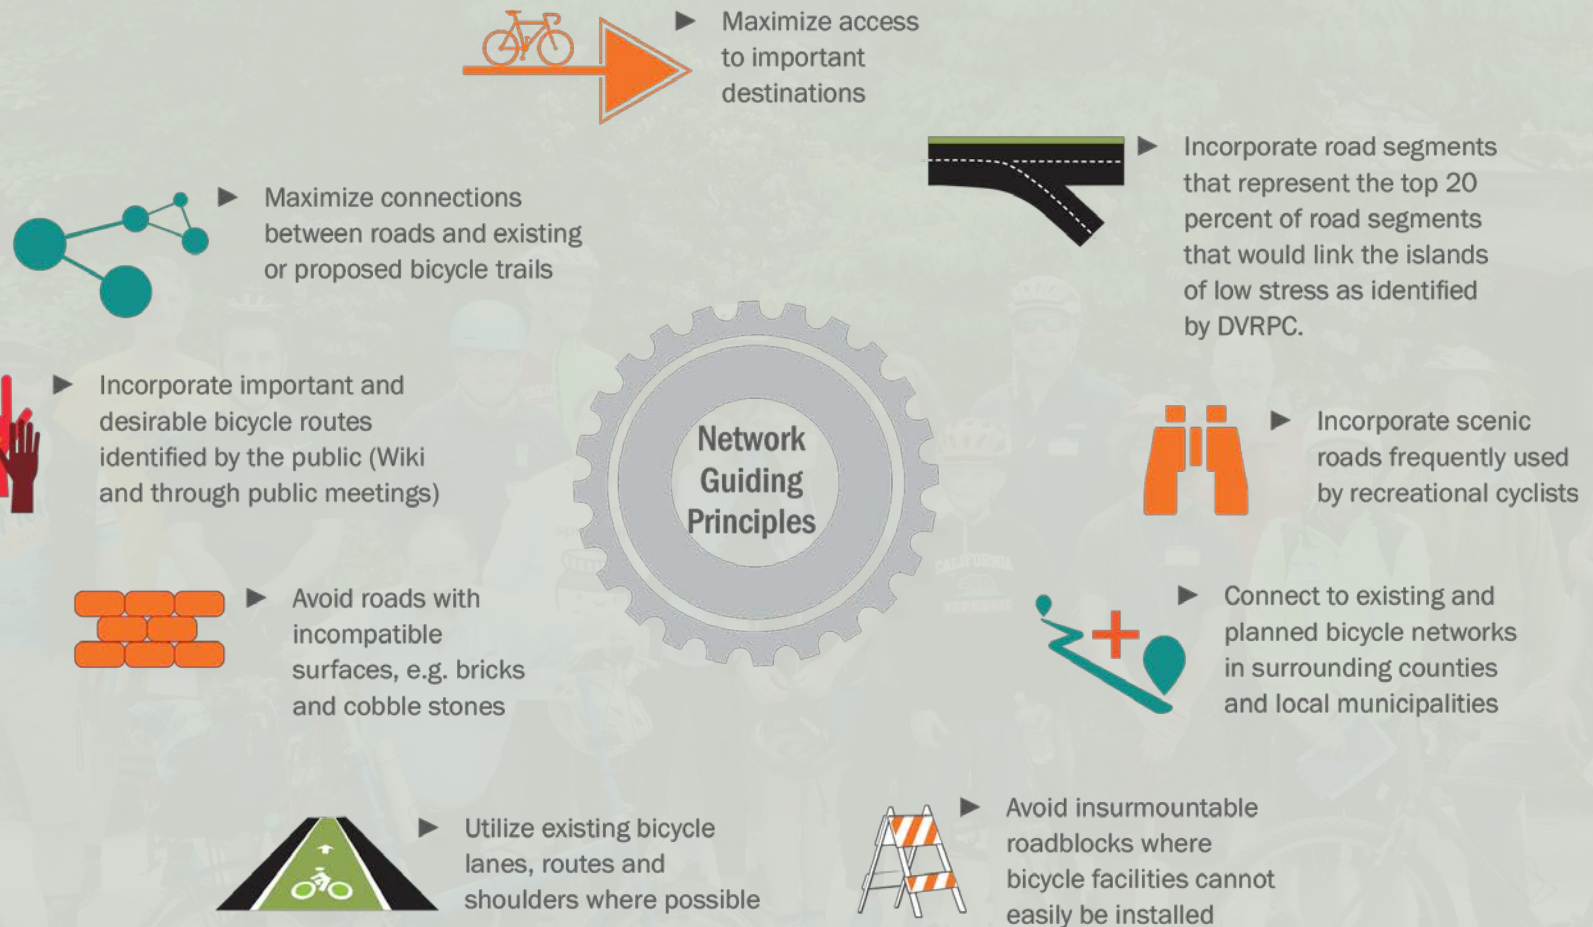 Maximize access
to important
destinations
Incorporate road segments
that represent the top 20
percent of road segments
that would link the islands
of low stress as identified
by DVRPC.
Maximize connections
between roads and existing
or proposed bicycle trails
Incorporate important and
desirable bicycle routes
identified by the public (Wiki
and through public meetings)
Network
Guiding
Principles
Incorporate scenic
roads frequently used
by recreational cyclists
Avoid roads with
incompatible
surfaces, e.g. bricks
and cobble stones
CALIFORNIA
REPUBLIC
Connect to existing and
planned bicycle networks
in surrounding counties
and local municipalities
Utilize existing bicycle
lanes, routes and
shoulders where possible
Avoid insurmountable
roadblocks where
bicycle facilities cannot
easily be installed